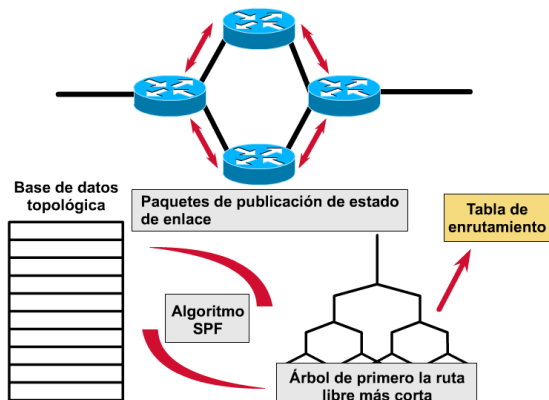 Base de datos
topológica
Paquetes de publicación de estado
de enlace
Tabla de
enrutamiento
Algoritmo
SPF
Árbol de primero la ruta
libre más corta